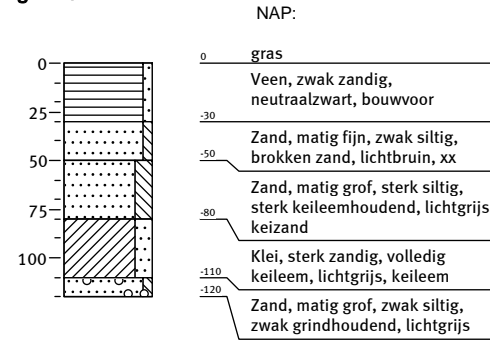 NAP:
0
25
50
75
100
0 gras
Veen, zwak zandig,
neutraalzwart, bouwvoor
-30
Zand, matig fijn, zwak siltig,
brokken zand, lichtbruin, xx
-50
Zand, matig grof, sterk siltig,
sterk keileemhoudend, lichtgrijs
keizand
-80
Klei, sterk zandig, volledig
keileem, lichtgrijs, keileem
-110
-120
Zand, matig grof, zwak siltig,
zwak grindhoudend, lichtgrijs